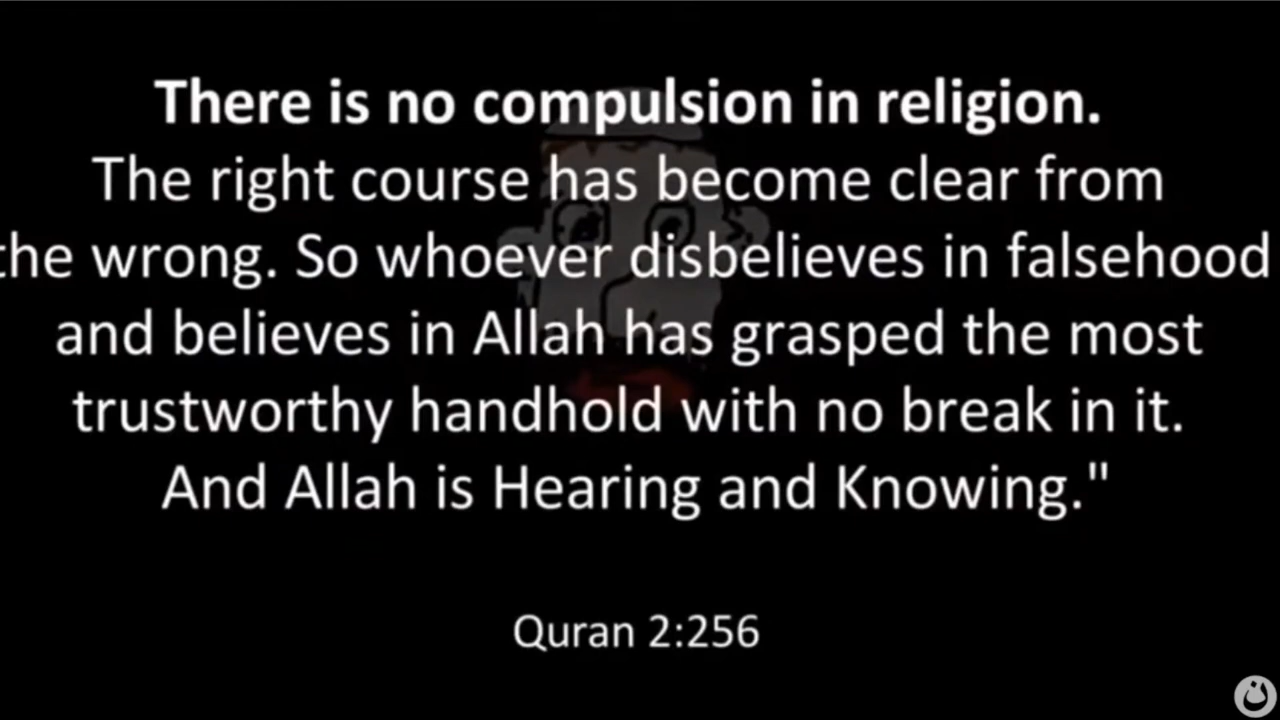 There is no compulsion in religion.
The right course has become clear from
the wrong. So whoever disbelieves in falsehood
and believes in Allah has grasped the most
trustworthy handhold with no break in it.
And Allah is Hearing and Knowing."
Quran 2:256
ن